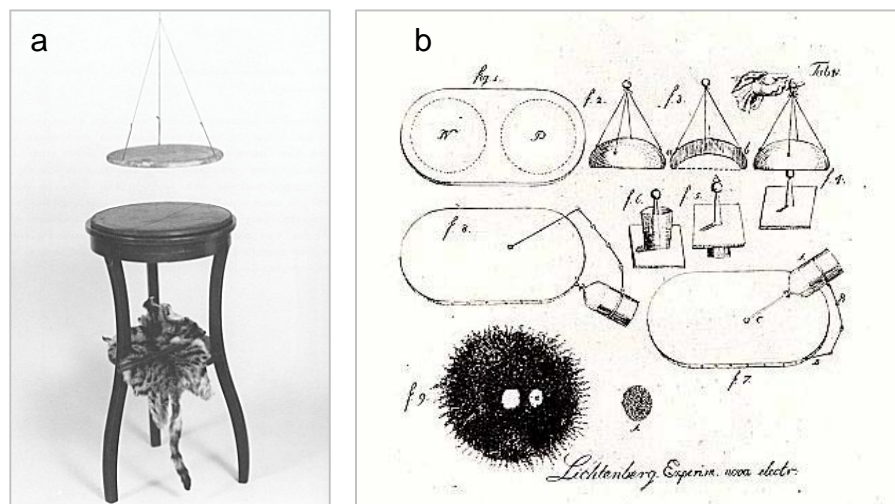 a
b
Tab. IV.
fig. 1.
N
P
f. 2.
f. 3.
a
b
f. 4.
f. 6.
f. 5.
f. 8.
f. 7.
c
f. 9.
Lichtenberg. Experim. nova electr.